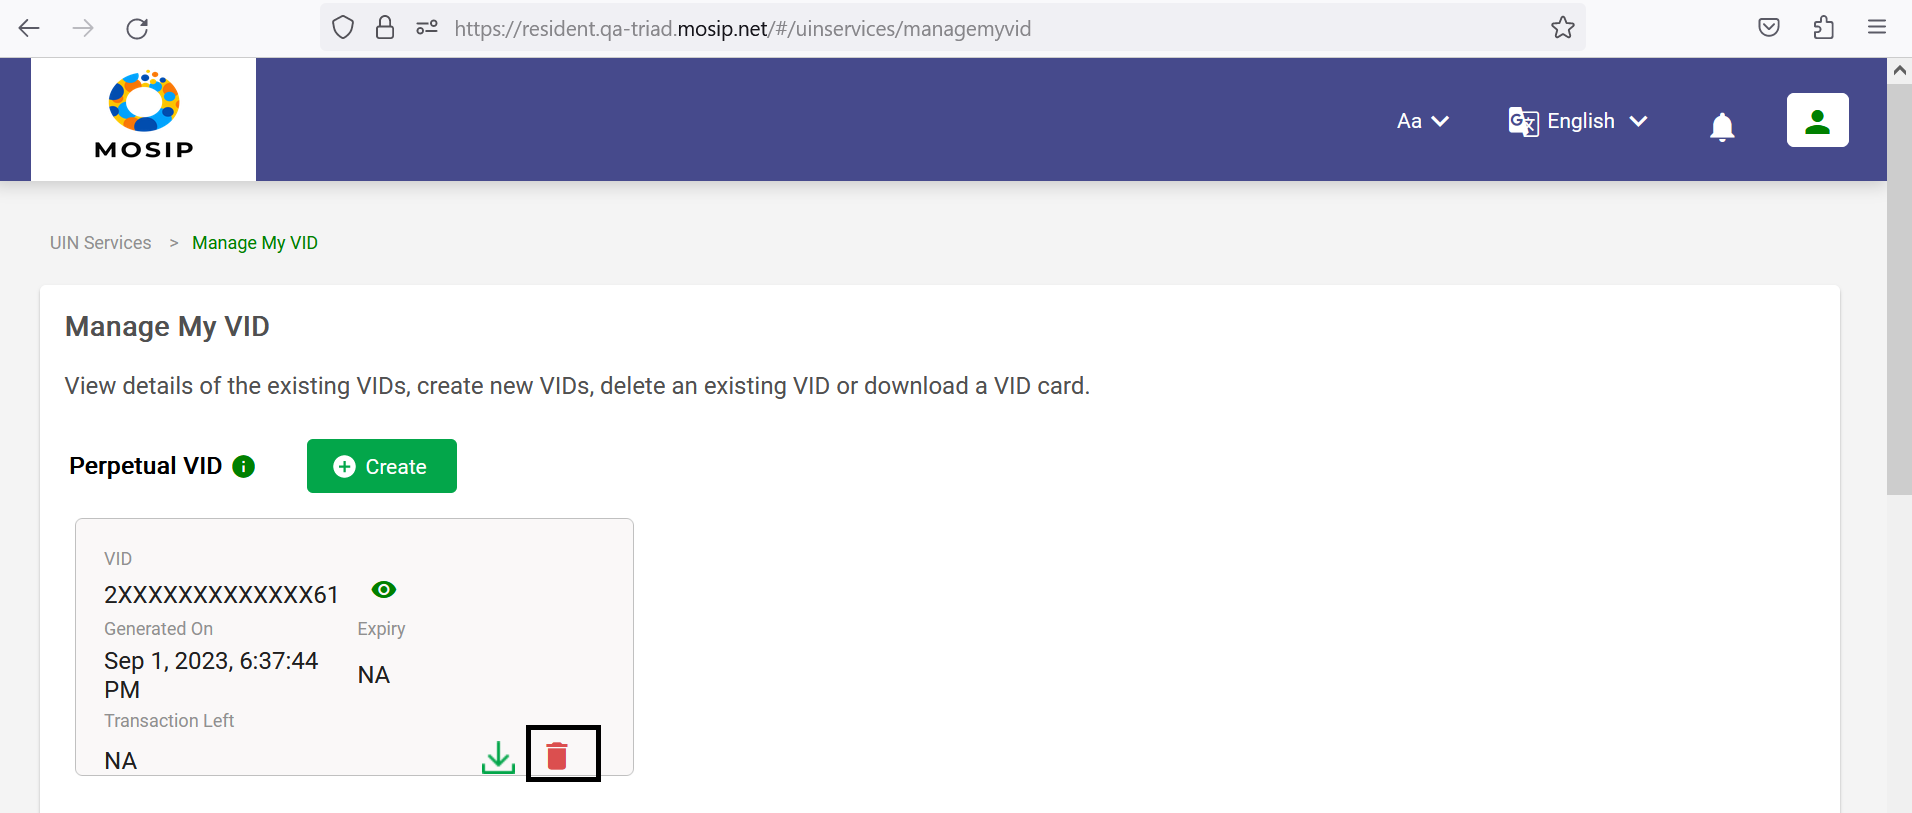 https://resident.qa-triad.mosip.net/#/uinservices/managemyvid
MOSIP
Aa
English
UIN Services > Manage My VID
Manage My VID
View details of the existing VIDs, create new VIDs, delete an existing VID or download a VID card.
Perpetual VID
Create
VID
2XXXXXXXXXXXXX61
Generated On Expiry
Sep 1, 2023, 6:37:44 PM NA
Transaction Left
NA